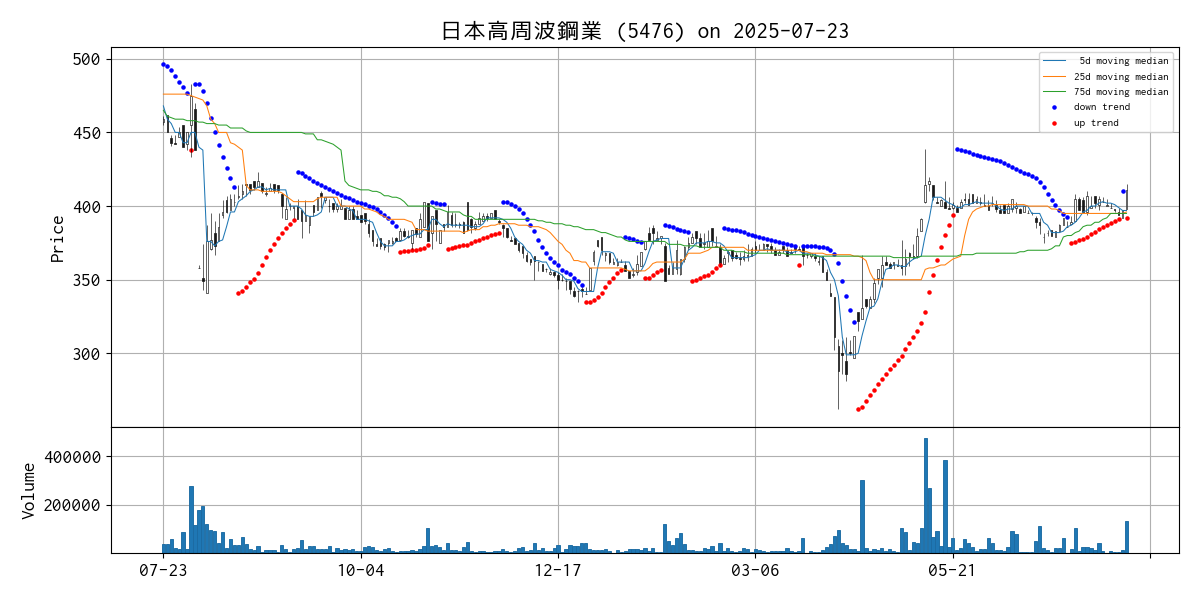 日本高周波鋼業 (5476) on 2025-07-23
500
450
400
350
300
Price
5d moving median
25d moving median
75d moving median
down trend
up trend
400000
200000
Volume
07-23
10-04
12-17
03-06
05-21